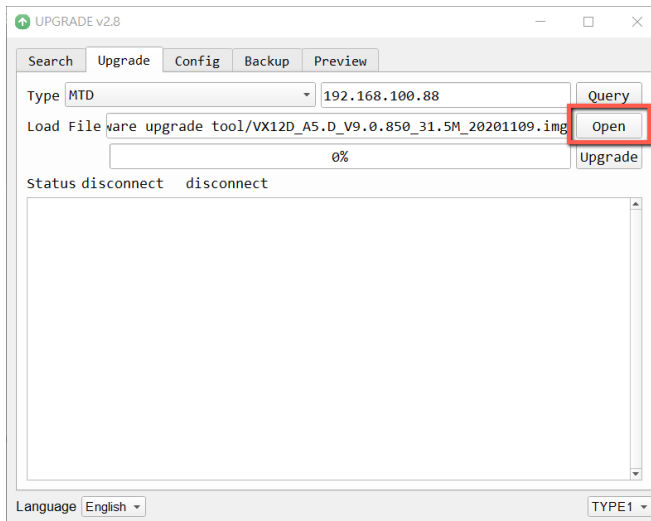 UPGRADE v2.8
Search Upgrade Config Backup Preview
Type MTD 192.168.100.88 Query
Load File ware upgrade tool/VX12D_A5.D_V9.0.850_31.5M_20201109.img Open
0% Upgrade
Status disconnect disconnect
Language English TYPE1